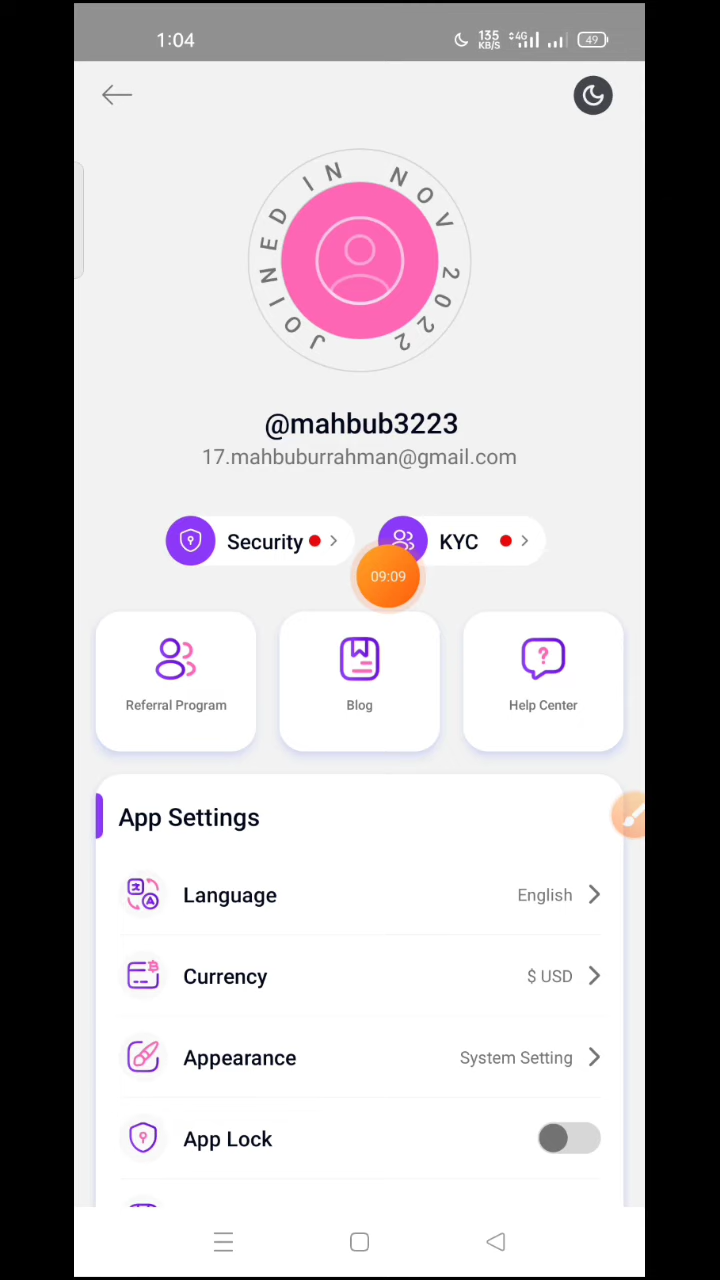 1:04
135
KB/S
4G
49
JOINED IN NOV 2022
@mahbub3223
17.mahbuburrahman@gmail.com
Security
KYC
09:09
Referral Program
Blog
Help Center
App Settings
Language
English
Currency
$ USD
Appearance
System Setting
App Lock